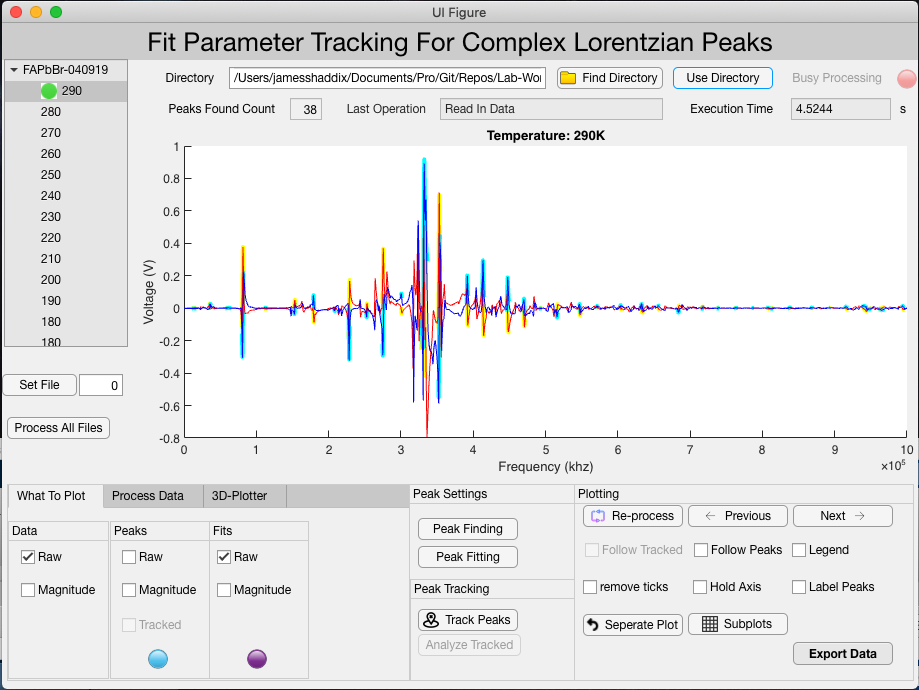 UI Figure
Fit Parameter Tracking For Complex Lorentzian Peaks
FAPbBr-040919
290
280
270
260
250
240
230
220
210
200
190
180
180
Set File 0
Process All Files
Directory /Users/jamesshaddix/Documents/Pro/Git/Repos/Lab-Wor Find Directory Use Directory Busy Processing
Peaks Found Count 38 Last Operation Read In Data Execution Time 4.5244 s
Temperature: 290K
Voltage (V)
1
0.8
0.6
0.4
0.2
0
-0.2
-0.4
-0.6
-0.8
0 1 2 3 4 5 6 7 8 9 10
Frequency (khz)
×10⁵
What To Plot Process Data 3D-Plotter
Data
Raw
Magnitude
Peaks
Raw
Magnitude
Tracked
Fits
Raw
Magnitude
Peak Settings
Peak Finding
Peak Fitting
Peak Tracking
Track Peaks
Analyze Tracked
Plotting
Re-process ← Previous Next →
Follow Tracked Follow Peaks Legend
remove ticks Hold Axis Label Peaks
Seperate Plot Subplots
Export Data